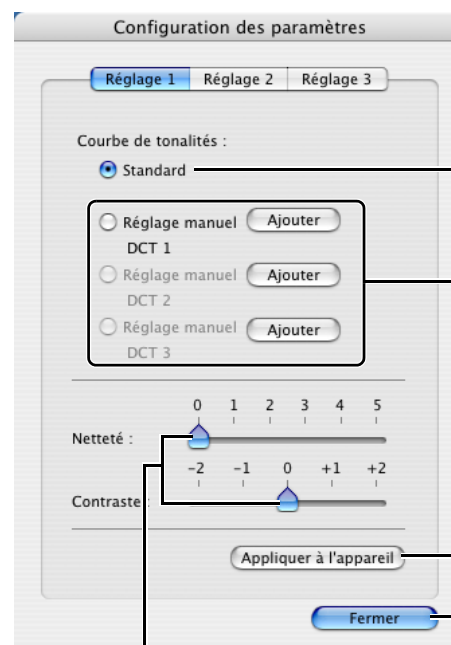 Configuration des paramètres
Réglage 1 Réglage 2 Réglage 3
Courbe de tonalités :
Standard
Réglage manuel Ajouter
DCT 1
Réglage manuel Ajouter
DCT 2
Réglage manuel Ajouter
DCT 3
0 1 2 3 4 5
Netteté :
-2 -1 0 +1 +2
Contraste :
Appliquer à l'appareil
Fermer